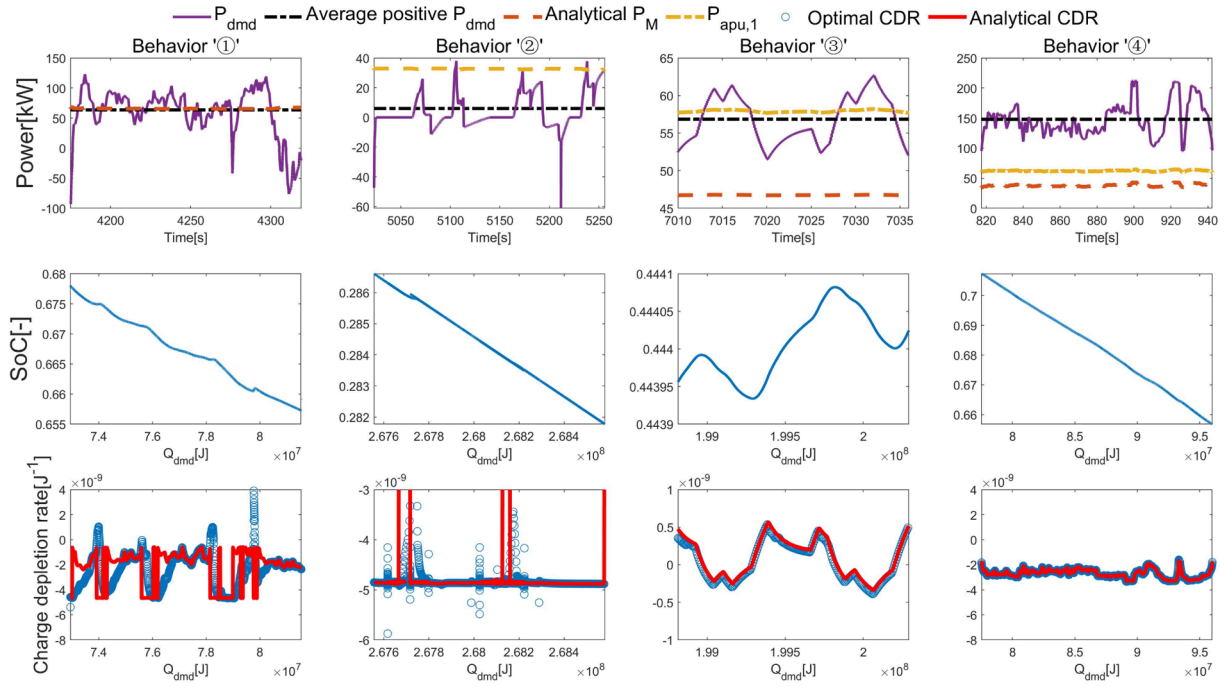 P_dmd Average positive P_dmd Analytical P_M P_apu,1 Optimal CDR Analytical CDR
Behavior '①' Behavior '②' Behavior '③' Behavior '④'
Power[kW]
150
100
50
0
-50
-100
4200 4250 4300
Time[s]
40
20
0
-20
-40
-60
5050 5100 5150 5200 5250
Time[s]
65
60
55
50
45
7010 7015 7020 7025 7030 7035
Time[s]
250
200
150
100
50
0
820 840 860 880 900 920 940
Time[s]
SoC[-]
0.68
0.675
0.67
0.665
0.66
0.655
7.4 7.6 7.8 8
Q_dmd[J] ×10^7
0.286
0.285
0.284
0.283
0.282
2.676 2.678 2.68 2.682 2.684
Q_dmd[J] ×10^8
0.4441
0.44405
0.444
0.44395
0.4439
1.99 1.995 2
Q_dmd[J] ×10^8
0.7
0.69
0.68
0.67
0.66
8 8.5 9 9.5
Q_dmd[J] ×10^7
Charge depletion rate[J^-1]
×10^-9
4
2
0
-2
-4
-6
-8
7.4 7.6 7.8 8
Q_dmd[J] ×10^7
×10^-9
-3
-4
-5
-6
2.676 2.678 2.68 2.682 2.684
Q_dmd[J] ×10^8
×10^-9
1
0.5
0
-0.5
-1
1.99 1.995 2
Q_dmd[J] ×10^8
×10^-9
4
2
0
-2
-4
-6
-8
8 8.5 9 9.5
Q_dmd[J] ×10^7